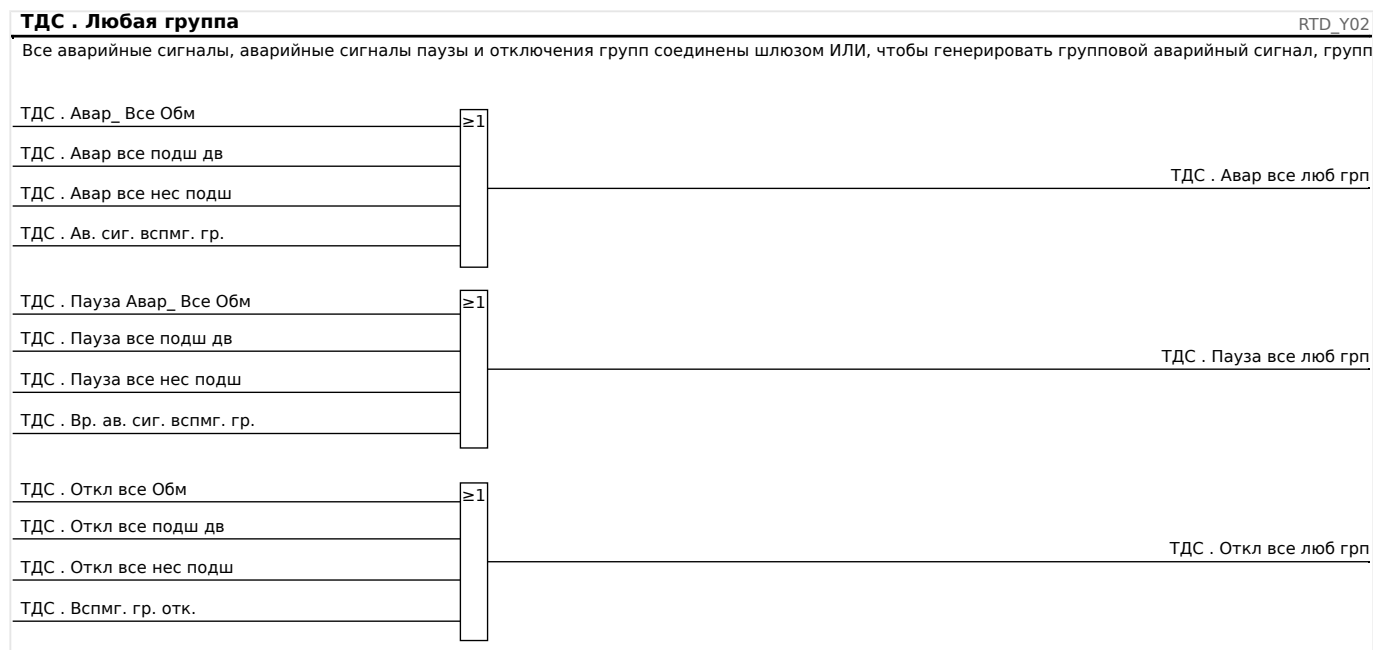 ТДС . Любая группа
RTD_Y02
Все аварийные сигналы, аварийные сигналы паузы и отключения групп соединены шлюзом ИЛИ, чтобы генерировать групповой аварийный сигнал, групп
ТДС . Авар_ Все Обм
≥1
ТДС . Авар все подш дв
ТДС . Авар все люб грп
ТДС . Авар все нес подш
ТДС . Ав. сиг. вспмг. гр.
ТДС . Пауза Авар_ Все Обм
≥1
ТДС . Пауза все подш дв
ТДС . Пауза все люб грп
ТДС . Пауза все нес подш
ТДС . Вр. ав. сиг. вспмг. гр.
ТДС . Откл все Обм
≥1
ТДС . Откл все подш дв
ТДС . Откл все люб грп
ТДС . Откл все нес подш
ТДС . Вспмг. гр. отк.